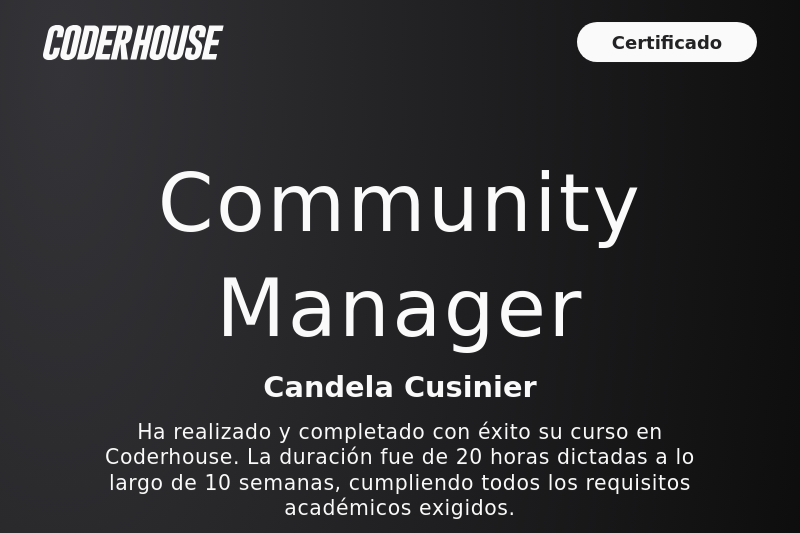 CODERHOUSE
Certificado
Community
Manager
Candela Cusinier
Ha realizado y completado con éxito su curso en
Coderhouse. La duración fue de 20 horas dictadas a lo
largo de 10 semanas, cumpliendo todos los requisitos
académicos exigidos.